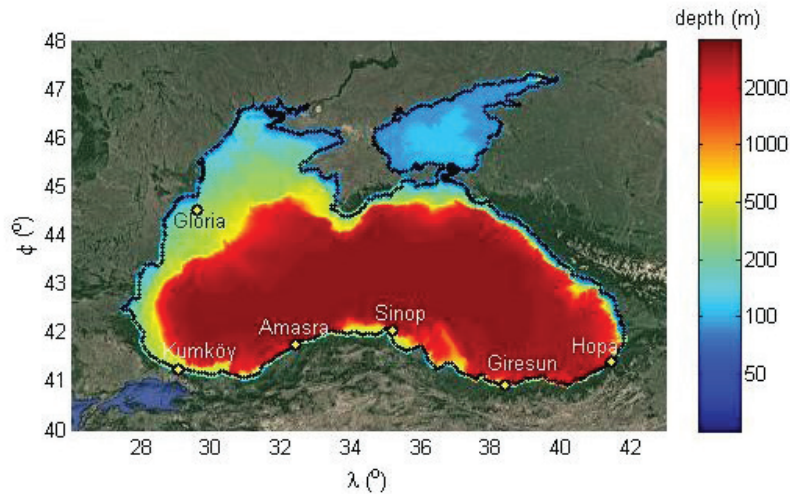 depth (m)
48
47
46
45
44
43
42
41
40
ϕ (º)
28
30
32
34
36
38
40
42
λ (º)
2000
1000
500
200
100
50
Gloria
Sinop
Amasra
Kumköy
Giresun
Hopa